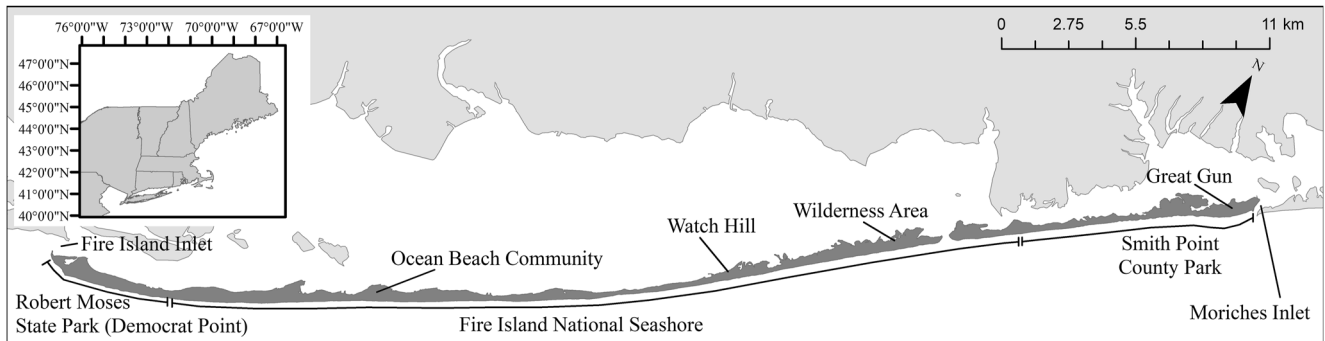 76°0'0"W 73°0'0"W 70°0'0"W 67°0'0"W
47°0'0"N
46°0'0"N
45°0'0"N
44°0'0"N
43°0'0"N
42°0'0"N
41°0'0"N
40°0'0"N
0 2.75 5.5 11 km
N
Great Gun
Wilderness Area
Watch Hill
Fire Island Inlet
Ocean Beach Community
Smith Point
County Park
Robert Moses
State Park (Democrat Point)
Fire Island National Seashore
Moriches Inlet